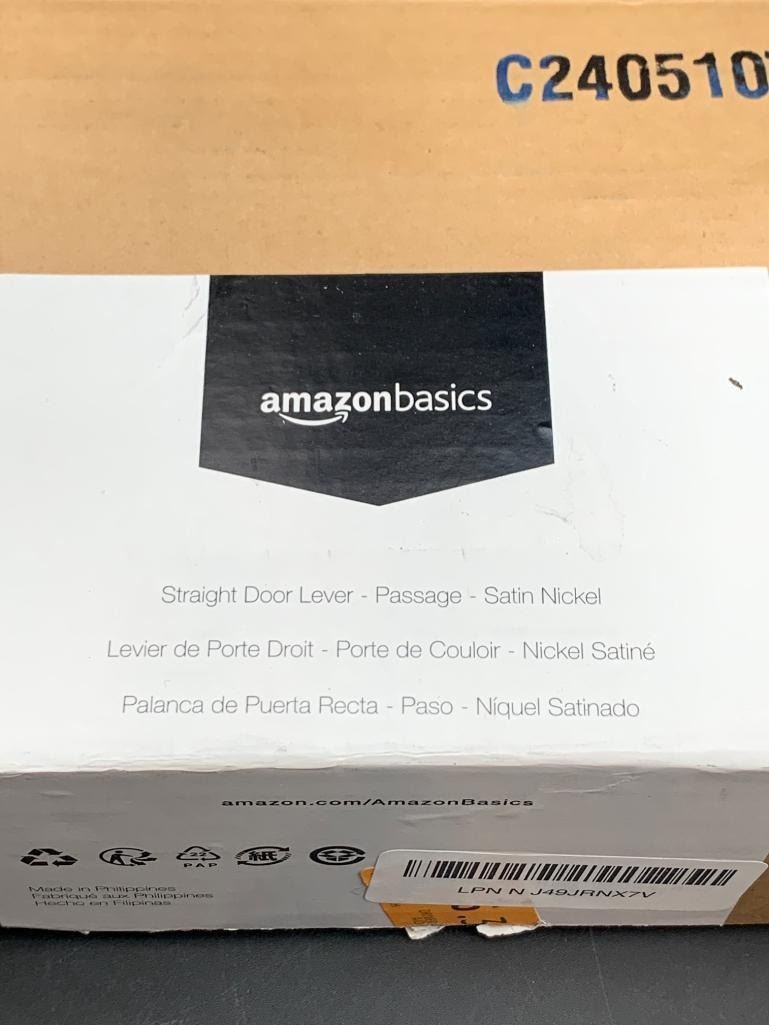 C240510
amazonbasics
Straight Door Lever - Passage - Satin Nickel
Levier de Porte Droit - Porte de Couloir - Nickel Satiné
Palanca de Puerta Recta - Paso - Níquel Satinado
amazon.com/AmazonBasics
22
PAP
紙
Made in Philippines
Fabriqué aux Philippines
Hecho en Filipinas
LPN N J49JRNX7V